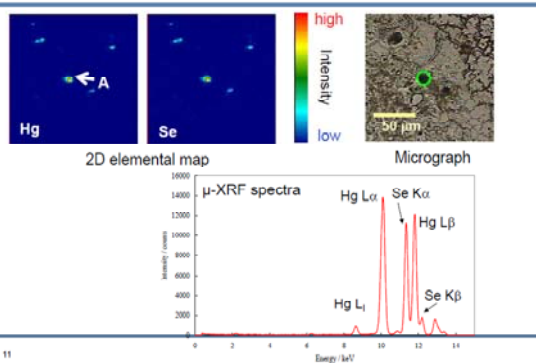 high
Intensity
low
A
Hg
Se
50 μm
2D elemental map
Micrograph
μ-XRF spectra
Hg Lα
Se Kα
Hg Lβ
Hg Lₗ
Se Kβ
16000
14000
12000
10000
8000
6000
4000
2000
0
Intensity / counts
0 2 4 6 8 10 12 14
Energy / keV
11